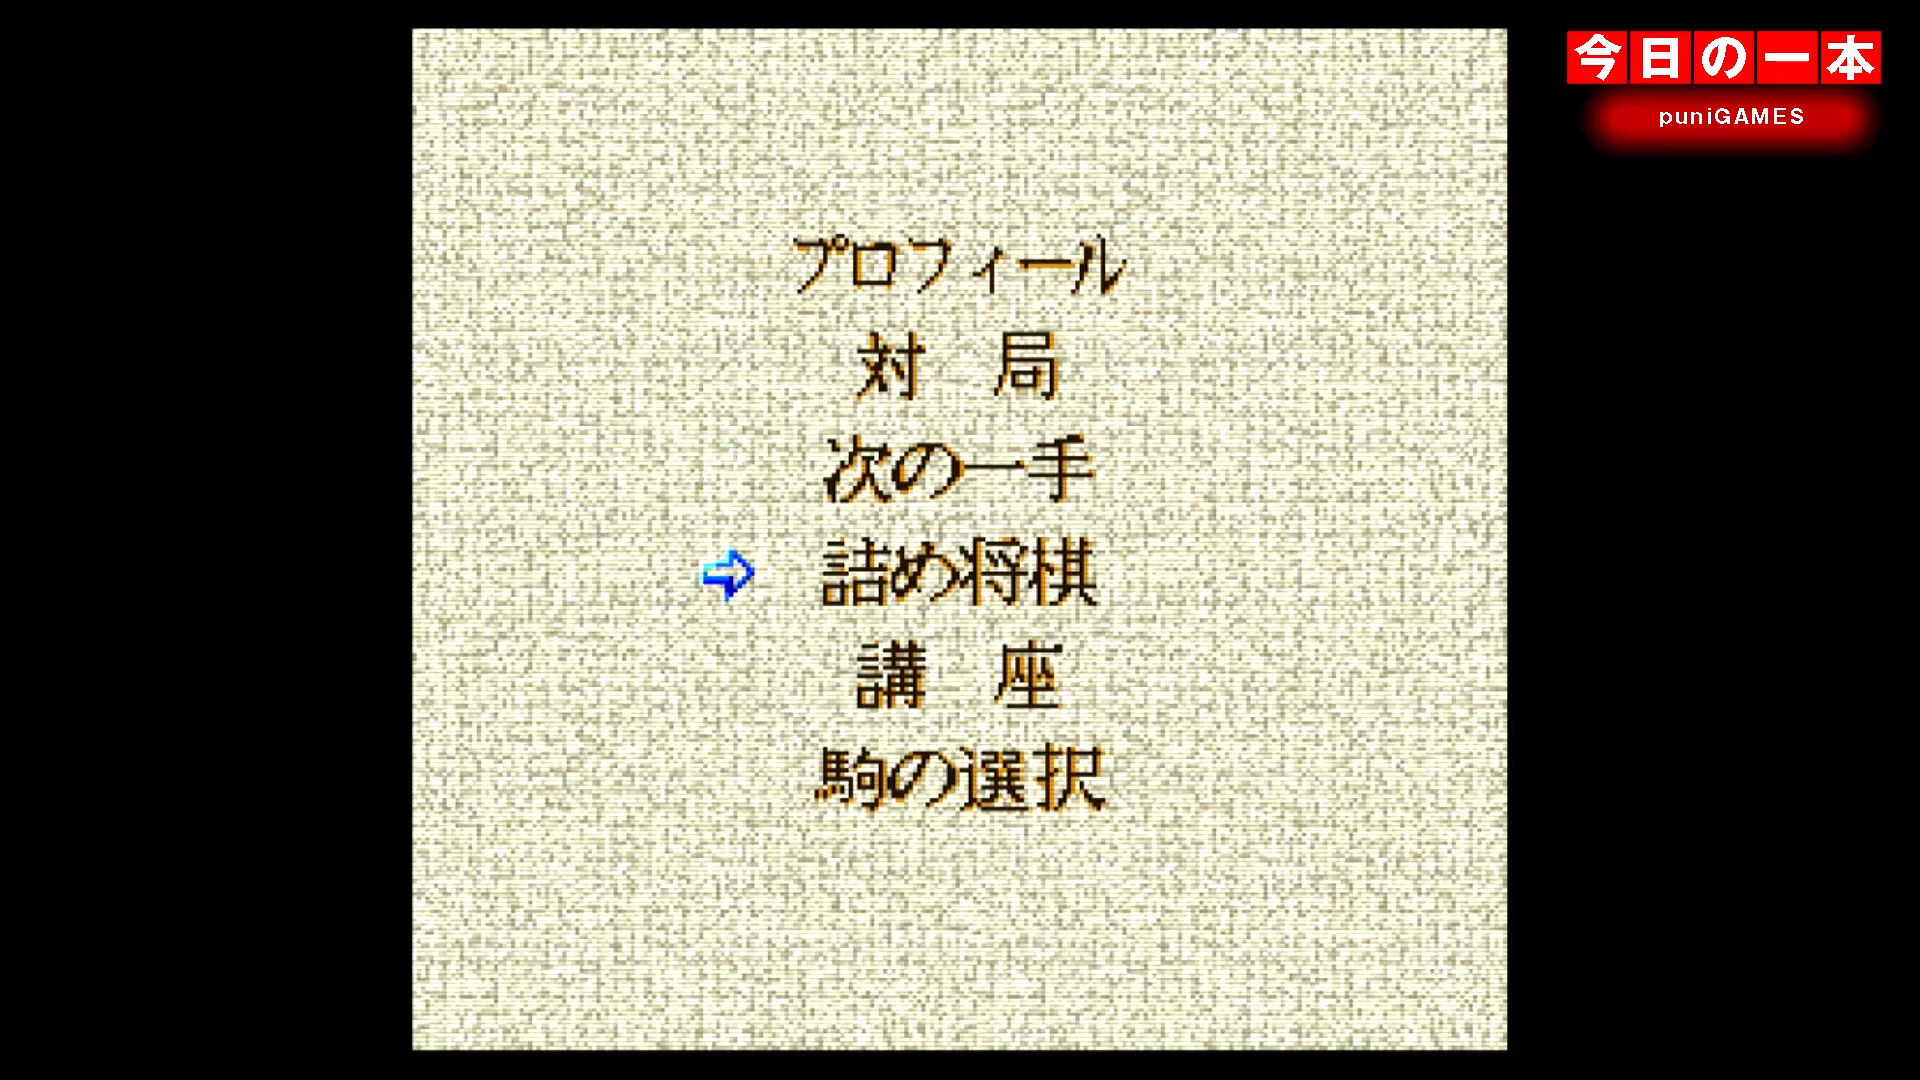 今日の一本
puniGAMES
プロフィール
対 局
次の一手
詰め将棋
講 座
駒の選択